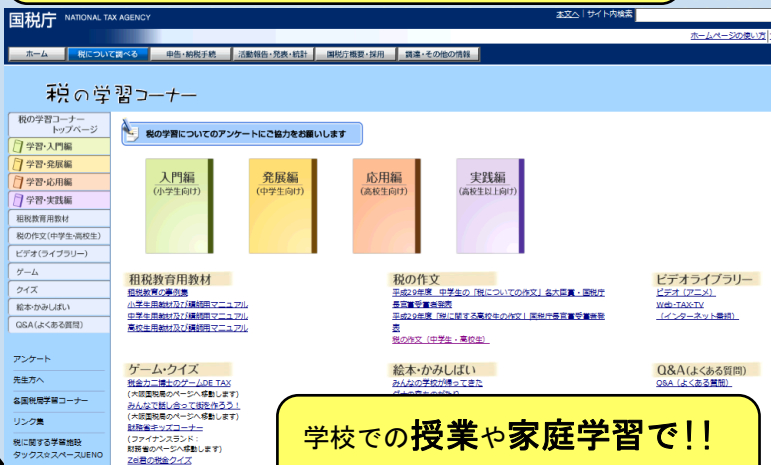 国税庁 NATIONAL TAX AGENCY
本文へ | サイト内検索
ホームページの使い方
ホーム 税について調べる 申告・納税手続 活動報告・発表・統計 国税庁概要・採用 調達・その他の情報
税の学習コーナー
税の学習コーナー
トップページ
学習・入門編
学習・発展編
学習・応用編
学習・実践編
租税教育用教材
税の作文(中学生・高校生)
ビデオ(ライブラリー)
ゲーム
クイズ
絵本・かみしばい
Q&A(よくある質問)
アンケート
先生方へ
各国税局学習コーナー
リンク集
税に関する学習施設
タックス☆スペースUENO
税の学習についてのアンケートにご協力をお願いします
入門編
(小学生向け)
発展編
(中学生向け)
応用編
(高校生向け)
実践編
(高校生以上向け)
租税教育用教材
租税教育の事例集
小学生用教材及び講師用マニュアル
中学生用教材及び講師用マニュアル
高校生用教材及び講師用マニュアル
税の作文
平成29年度 中学生の「税についての作文」各大臣賞・国税庁
長官賞受賞者発表
平成29年度「税に関する高校生の作文」国税庁長官賞受賞者発
表
税の作文(中学生・高校生)
ビデオライブラリー
ビデオ(アニメ)
Web-TAX-TV
(インターネット番組)
ゲーム・クイズ
税金カニ博士のゲームDE TAX
(大阪国税局のページへ移動します)
みんなで話し合って街を作ろう!
(大阪国税局のページへ移動します)
財務省キッズコーナー
(ファイナンスランド:
財務省のページへ移動します)
Zei君の税金クイズ
絵本・かみしばい
みんなの学校が帰ってきた
Q&A(よくある質問)
Q&A(よくある質問)
学校での授業や家庭学習で!!